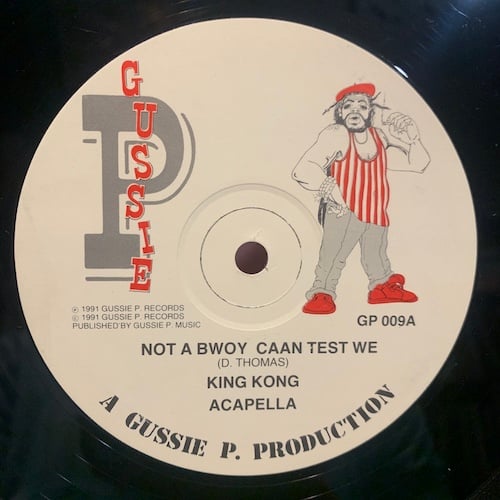 GUSSIE
P
℗ 1991 GUSSIE P. RECORDS
© 1991 GUSSIE P. RECORDS
PUBLISHED BY GUSSIE P. MUSIC
GP 009A
NOT A BWOY CAAN TEST WE
(D. THOMAS)
KING KONG
ACAPELLA
A GUSSIE P. PRODUCTION